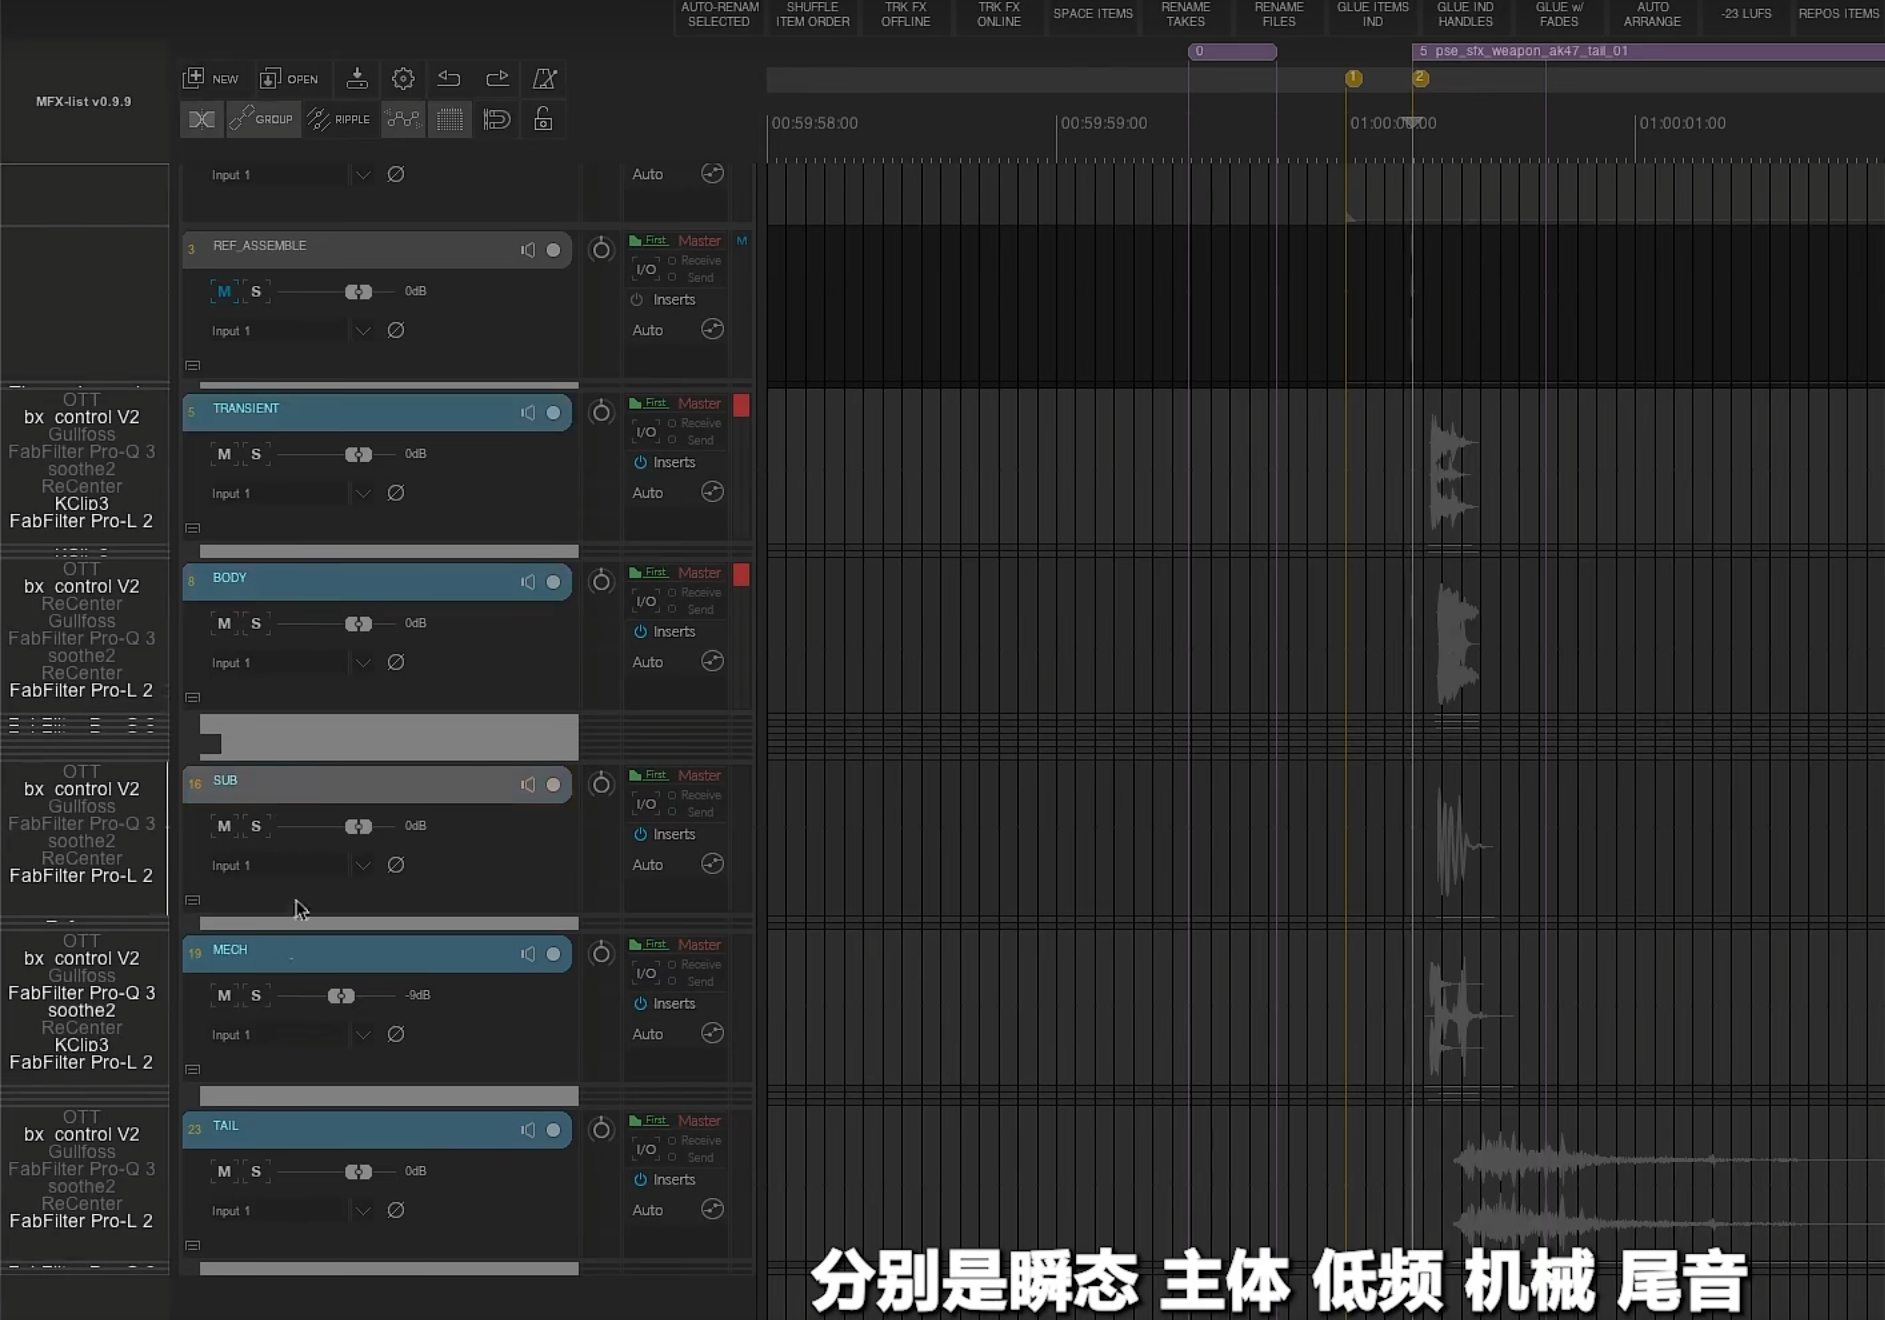 AUTO-RENAM SELECTED
SHUFFLE ITEM ORDER
TRK FX OFFLINE
TRK FX ONLINE
SPACE ITEMS
RENAME TAKES
RENAME FILES
GLUE ITEMS IND
GLUE IND HANDLES
GLUE w/ FADES
AUTO ARRANGE
-23 LUFS
REPOS ITEMS
0
5 pse_sfx_weapon_ak47_tail_01
MFX-list v0.9.9
NEW
OPEN
1
2
GROUP
RIPPLE
00:59:58:00
00:59:59:00
01:00:00:00
01:00:01:00
Input 1
Auto
3 REF_ASSEMBLE
First Master M
I/O Receive
Send
M S 0dB
Inserts
Input 1
Auto
OTT
bx_control V2
Gullfoss
FabFilter Pro-Q 3
soothe2
ReCenter
KClip3
FabFilter Pro-L 2
5 TRANSIENT
First Master
I/O Receive
Send
M S 0dB
Inserts
Input 1
Auto
OTT
bx_control V2
ReCenter
Gullfoss
FabFilter Pro-Q 3
soothe2
ReCenter
FabFilter Pro-L 2
8 BODY
First Master
I/O Receive
Send
M S 0dB
Inserts
Input 1
Auto
OTT
bx_control V2
Gullfoss
FabFilter Pro-Q 3
soothe2
ReCenter
FabFilter Pro-L 2
16 SUB
First Master
I/O Receive
Send
M S 0dB
Inserts
Input 1
Auto
OTT
bx_control V2
Gullfoss
FabFilter Pro-Q 3
soothe2
ReCenter
KClip3
FabFilter Pro-L 2
19 MECH
First Master
I/O Receive
Send
M S -9dB
Inserts
Input 1
Auto
OTT
bx_control V2
Gullfoss
FabFilter Pro-Q 3
soothe2
ReCenter
FabFilter Pro-L 2
23 TAIL
First Master
I/O Receive
Send
M S 0dB
Inserts
Input 1
Auto
分别是瞬态 主体 低频 机械 尾音